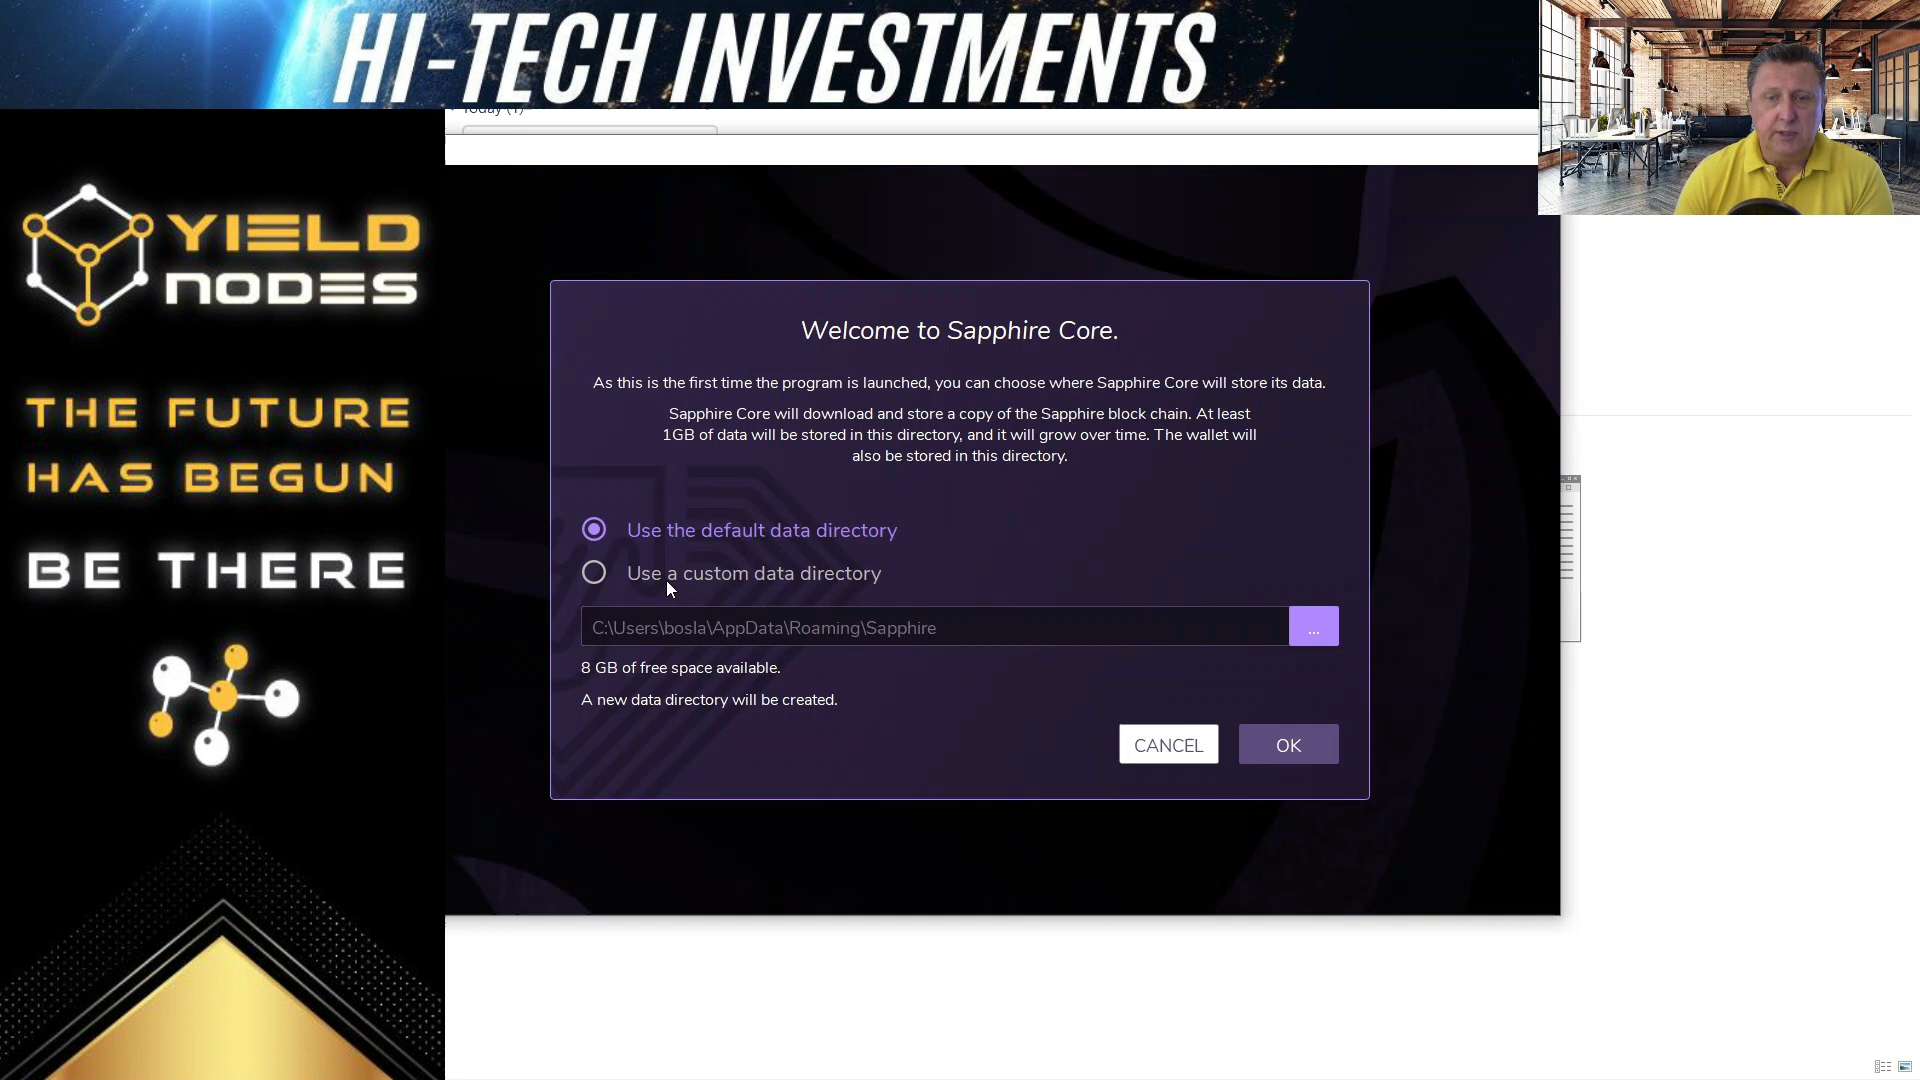 HI-TECH INVESTMENTS
Today (1)
YIELD
NODES
THE FUTURE
HAS BEGUN
BE THERE
Welcome to Sapphire Core.
As this is the first time the program is launched, you can choose where Sapphire Core will store its data.
Sapphire Core will download and store a copy of the Sapphire block chain. At least
1GB of data will be stored in this directory, and it will grow over time. The wallet will
also be stored in this directory.
Use the default data directory
Use a custom data directory
C:\Users\bosla\AppData\Roaming\Sapphire
...
8 GB of free space available.
A new data directory will be created.
CANCEL
OK